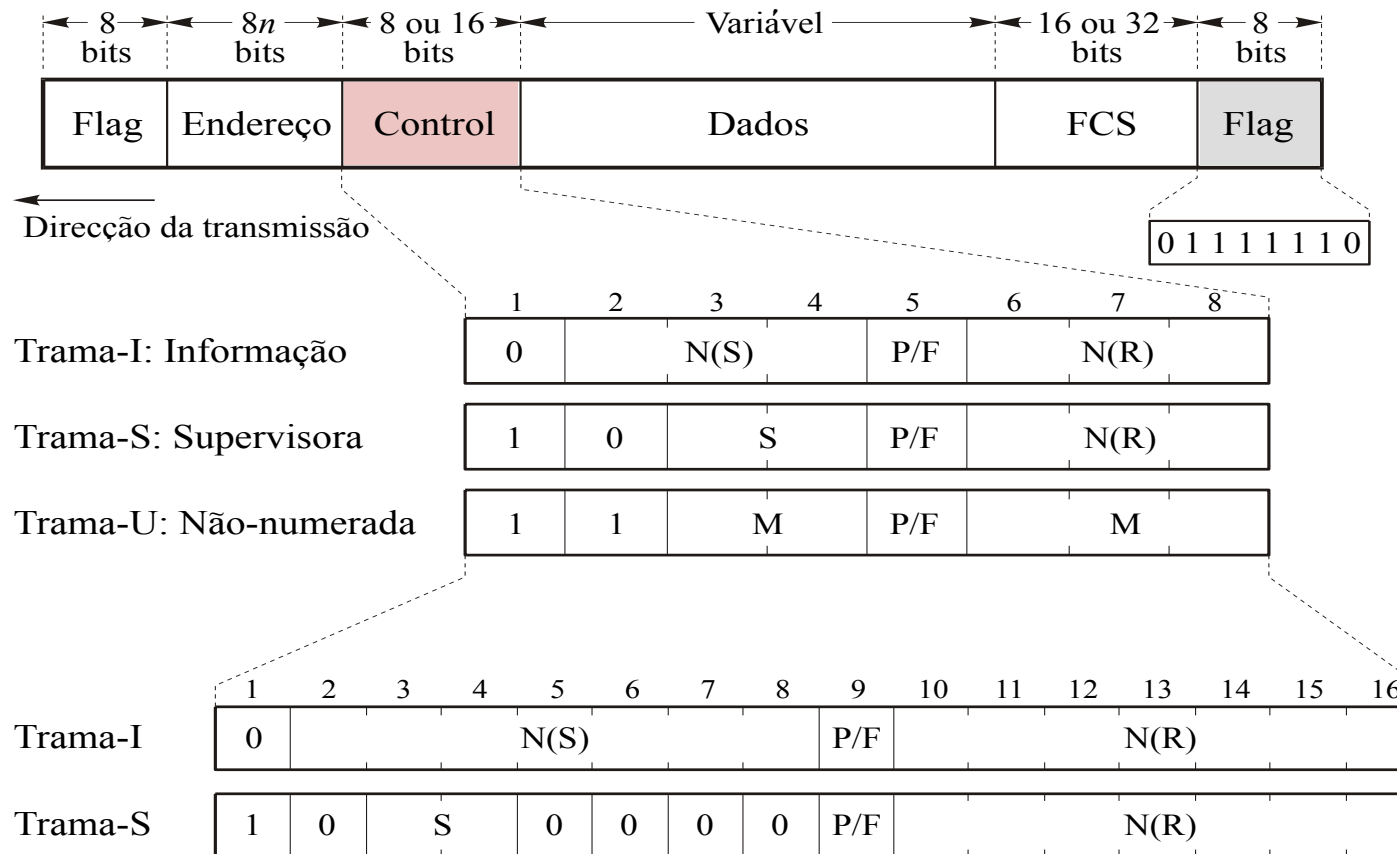 8 8n 8 ou 16 Variável 16 ou 32 8
bits bits bits bits bits
Flag Endereço Control Dados FCS Flag
Direcção da transmissão
0 1 1 1 1 1 1 0
1 2 3 4 5 6 7 8
Trama-I: Informação 0 N(S) P/F N(R)
Trama-S: Supervisora 1 0 S P/F N(R)
Trama-U: Não-numerada 1 1 M P/F M
1 2 3 4 5 6 7 8 9 10 11 12 13 14 15 16
Trama-I 0 N(S) P/F N(R)
Trama-S 1 0 S 0 0 0 0 P/F N(R)